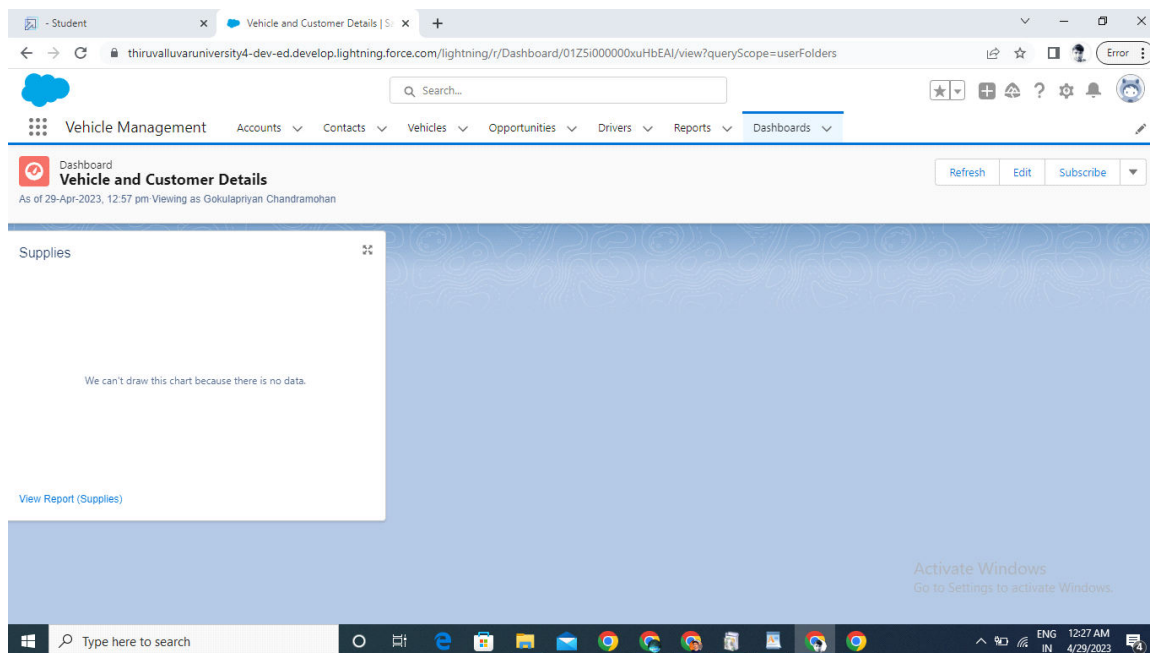 - Student
Vehicle and Customer Details | S
thiruvalluvaruniversity4-dev-ed.develop.lightning.force.com/lightning/r/Dashboard/01Z5i000000xuHbEAI/view?queryScope=userFolders
Error
Search...
Vehicle Management Accounts Contacts Vehicles Opportunities Drivers Reports Dashboards
Dashboard
Vehicle and Customer Details
As of 29-Apr-2023, 12:57 pm·Viewing as Gokulapriyan Chandramohan
Refresh Edit Subscribe
Supplies
We can't draw this chart because there is no data.
View Report (Supplies)
Activate Windows
Go to Settings to activate Windows.
Type here to search
ENG 12:27 AM
IN 4/29/2023
4